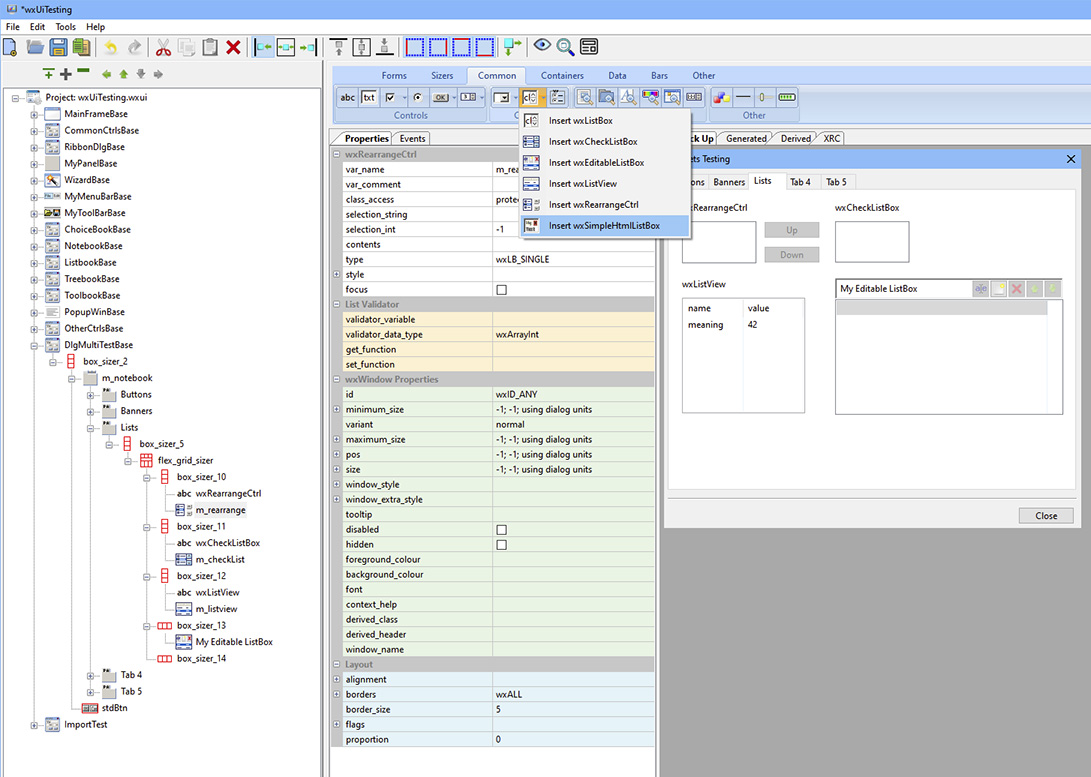 *wxUiTesting
File Edit Tools Help
Forms Sizers Common Containers Data Bars Other
abc txt OK
Controls Other
Insert wxListBox
Insert wxCheckListBox
Insert wxEditableListBox
Insert wxListView
Insert wxRearrangeCtrl
Insert wxSimpleHtmlListBox
Project: wxUiTesting.wxui
MainFrameBase
CommonCtrlsBase
RibbonDlgBase
MyPanelBase
WizardBase
MyMenuBarBase
MyToolBarBase
ChoiceBookBase
NotebookBase
ListbookBase
TreebookBase
ToolbookBase
PopupWinBase
OtherCtrlsBase
DlgMultiTestBase
box_sizer_2
m_notebook
Buttons
Banners
Lists
box_sizer_5
flex_grid_sizer
box_sizer_10
abc wxRearrangeCtrl
m_rearrange
box_sizer_11
abc wxCheckListBox
m_checkList
box_sizer_12
abc wxListView
m_listview
box_sizer_13
My Editable ListBox
box_sizer_14
Tab 4
Tab 5
stdBtn
ImportTest
Properties Events
wxRearrangeCtrl
var_name m_rea
var_comment
class_access prote
selection_string
selection_int -1
contents
type wxLB_SINGLE
style
focus
List Validator
validator_variable
validator_data_type wxArrayInt
get_function
set_function
wxWindow Properties
id wxID_ANY
minimum_size -1; -1; using dialog units
variant normal
maximum_size -1; -1; using dialog units
pos -1; -1; using dialog units
size -1; -1; using dialog units
window_style
window_extra_style
tooltip
disabled
hidden
foreground_colour
background_colour
font
context_help
derived_class
derived_header
window_name
Layout
alignment
borders wxALL
border_size 5
flags
proportion 0
ck Up Generated Derived XRC
ets Testing
ons Banners Lists Tab 4 Tab 5
RearrangeCtrl wxCheckListBox
Up
Down
wxListView
My Editable ListBox
name value
meaning 42
Close